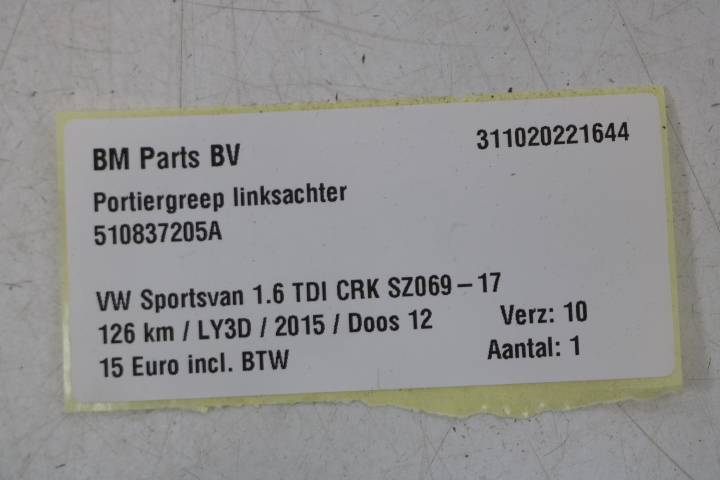 BM Parts BV 311020221644
Portiergreep linksachter
510837205A
VW Sportsvan 1.6 TDI CRK SZ069-17
126 km / LY3D / 2015 / Doos 12 Verz: 10
15 Euro incl. BTW Aantal: 1